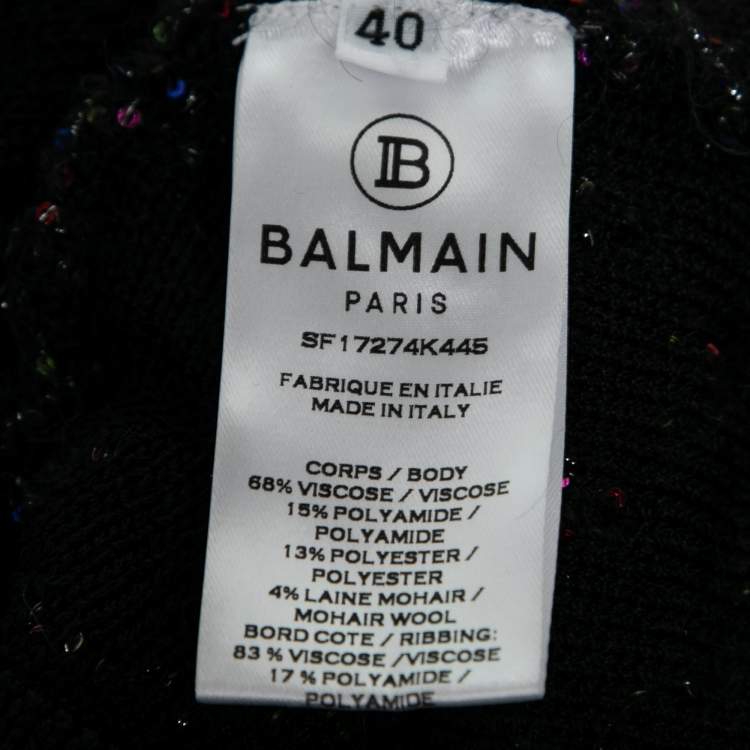 40
B
BALMAIN
PARIS
SF17274K445
FABRIQUE EN ITALIE
MADE IN ITALY
CORPS / BODY
68% VISCOSE / VISCOSE
15% POLYAMIDE /
POLYAMIDE
13% POLYESTER /
POLYESTER
4% LAINE MOHAIR /
MOHAIR WOOL
BORD COTE / RIBBING:
83 % VISCOSE /VISCOSE
17 % POLYAMIDE /
POLYAMIDE